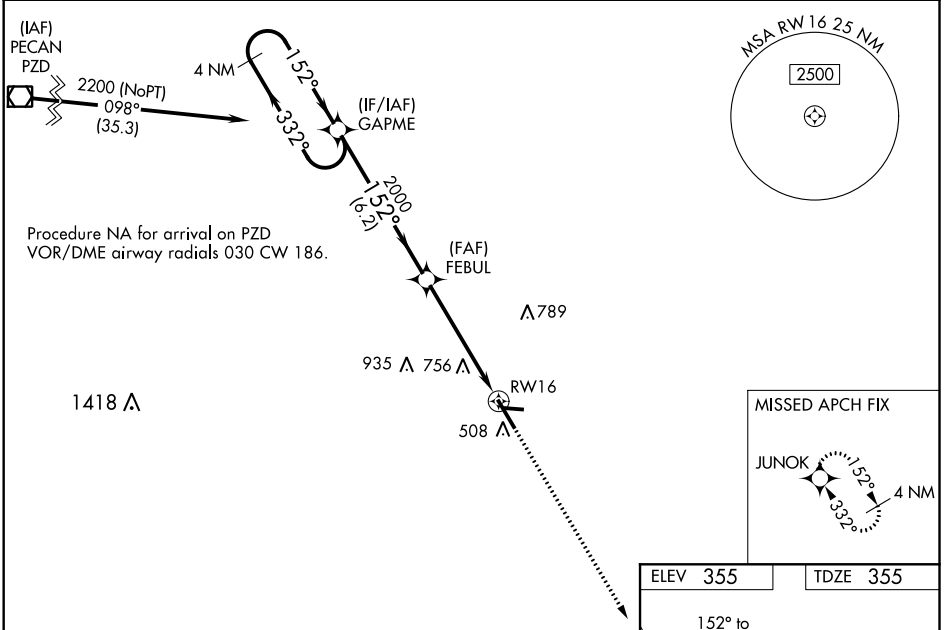 (IAF)
PECAN
PZD
2200 (NoPT)
098°
(35.3)
4 NM
152°
332°
(IF/IAF)
GAPME
2000
152°
(6.2)
MSA RW 16 25 NM
2500
Procedure NA for arrival on PZD
VOR/DME airway radials 030 CW 186.
(FAF)
FEBUL
789
935
756
RW16
1418
508
MISSED APCH FIX
JUNOK
152°
332°
4 NM
ELEV 355
TDZE 355
152° to